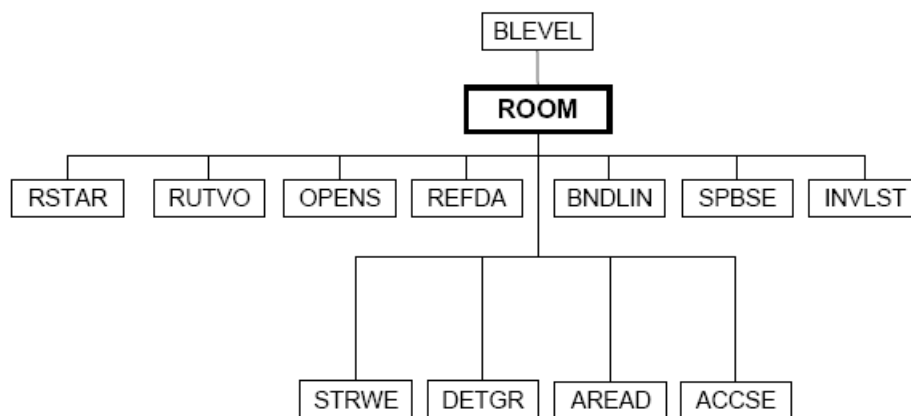 BLEVEL
ROOM
RSTAR RUTVO OPENS REFDA BNDLIN SPBSE INVLST
STRWE DETGR AREAD ACCSE